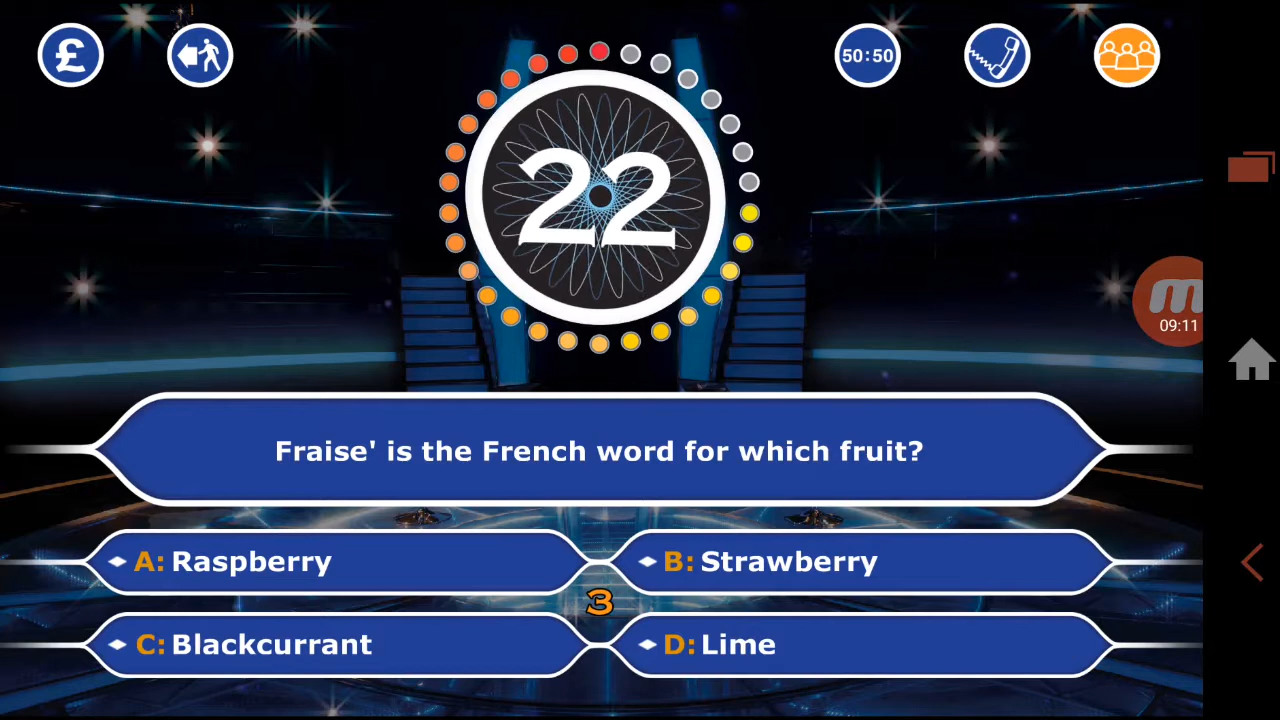 £
50:50
22
09:11
Fraise' is the French word for which fruit?
A: Raspberry
B: Strawberry
3
C: Blackcurrant
D: Lime